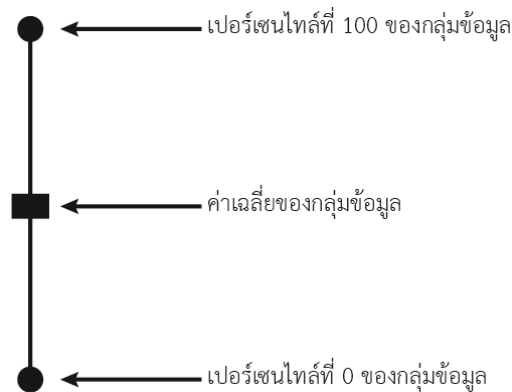 เปอร์เซนไทล์ที่ 100 ของกลุ่มข้อมูล
ค่าเฉลี่ยของกลุ่มข้อมูล
เปอร์เซนไทล์ที่ 0 ของกลุ่มข้อมูล